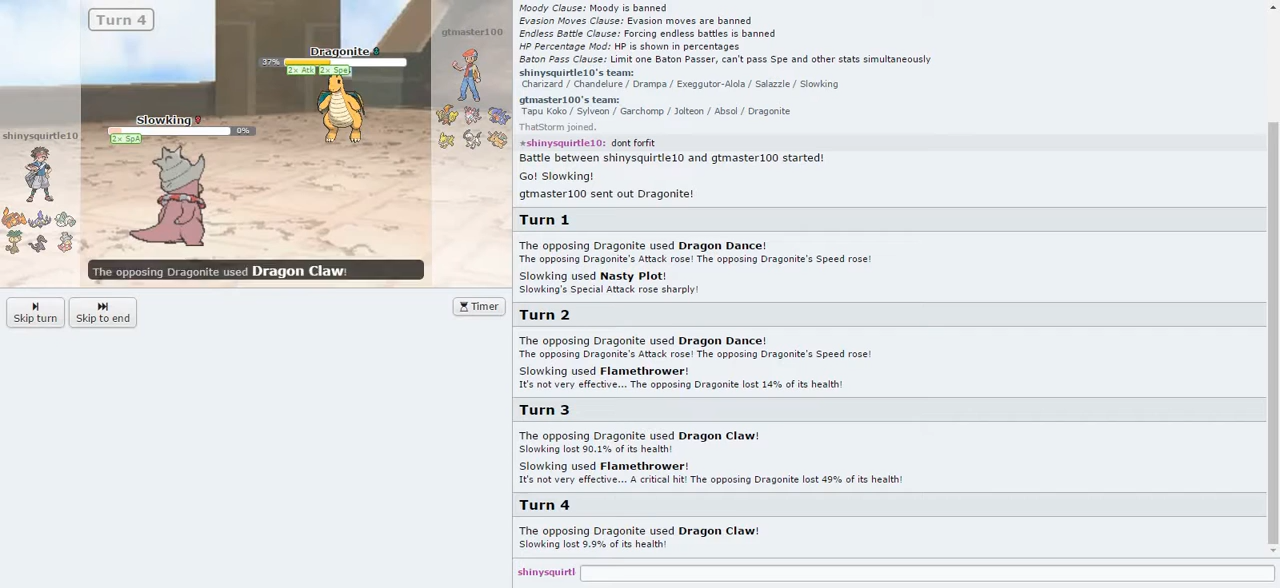 Turn 4
gtmaster100
Dragonite
37%
2× Atk 2× Spe
Slowking
0%
2× SpA
shinysquirtle10
The opposing Dragonite used Dragon Claw!
Skip turn
Skip to end
Timer
Moody Clause: Moody is banned
Evasion Moves Clause: Evasion moves are banned
Endless Battle Clause: Forcing endless battles is banned
HP Percentage Mod: HP is shown in percentages
Baton Pass Clause: Limit one Baton Passer, can't pass Spe and other stats simultaneously
shinysquirtle10's team:
Charizard / Chandelure / Drampa / Exeggutor-Alola / Salazzle / Slowking
gtmaster100's team:
Tapu Koko / Sylveon / Garchomp / Jolteon / Absol / Dragonite
ThatStorm joined.
★shinysquirtle10: dont forfit
Battle between shinysquirtle10 and gtmaster100 started!
Go! Slowking!
gtmaster100 sent out Dragonite!
Turn 1
The opposing Dragonite used Dragon Dance!
The opposing Dragonite's Attack rose! The opposing Dragonite's Speed rose!
Slowking used Nasty Plot!
Slowking's Special Attack rose sharply!
Turn 2
The opposing Dragonite used Dragon Dance!
The opposing Dragonite's Attack rose! The opposing Dragonite's Speed rose!
Slowking used Flamethrower!
It's not very effective... The opposing Dragonite lost 14% of its health!
Turn 3
The opposing Dragonite used Dragon Claw!
Slowking lost 90.1% of its health!
Slowking used Flamethrower!
It's not very effective... A critical hit! The opposing Dragonite lost 49% of its health!
Turn 4
The opposing Dragonite used Dragon Claw!
Slowking lost 9.9% of its health!
shinysquirtl